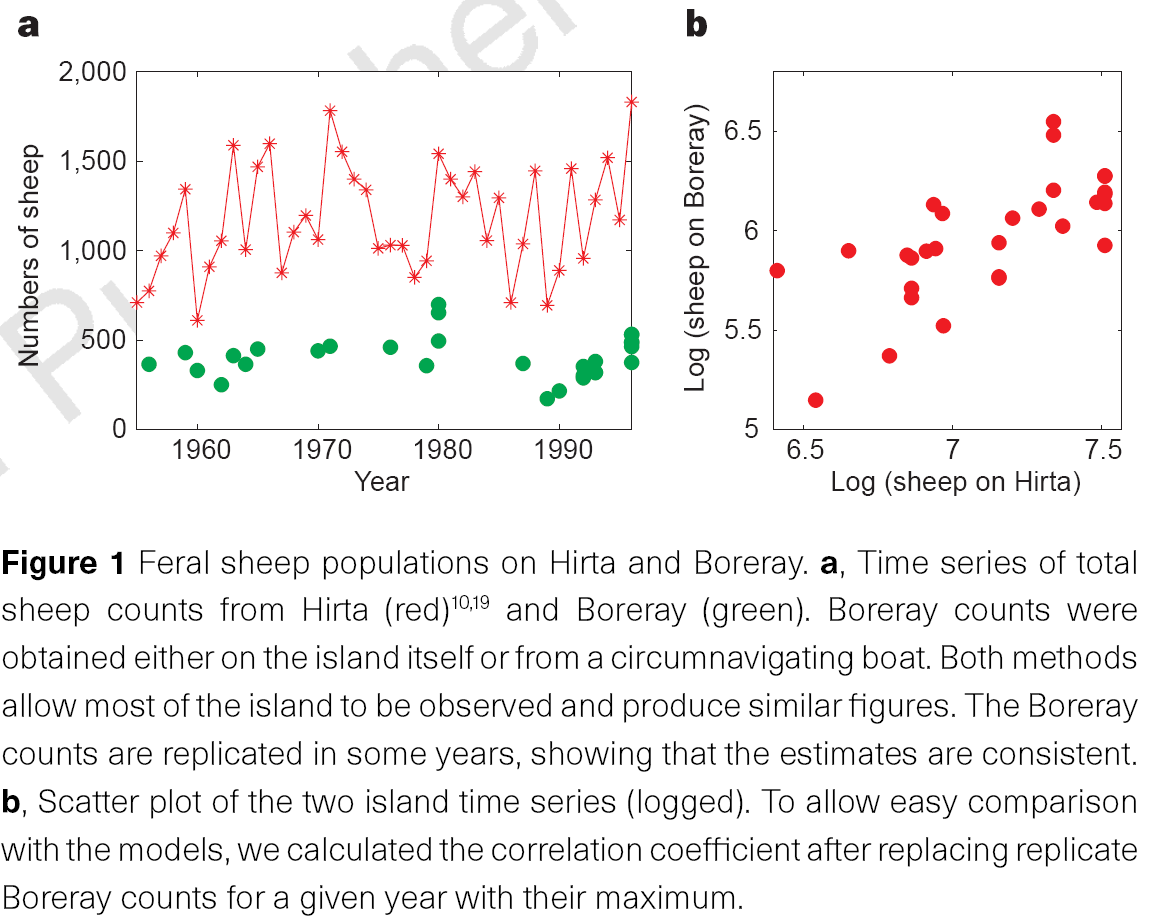 a
b
2,000
1,500
1,000
500
0
Numbers of sheep
1960
1970
1980
1990
Year
6.5
6
5.5
5
Log (sheep on Boreray)
6.5
7
7.5
Log (sheep on Hirta)
Figure 1 Feral sheep populations on Hirta and Boreray. a, Time series of total
sheep counts from Hirta (red)10,19 and Boreray (green). Boreray counts were
obtained either on the island itself or from a circumnavigating boat. Both methods
allow most of the island to be observed and produce similar figures. The Boreray
counts are replicated in some years, showing that the estimates are consistent.
b, Scatter plot of the two island time series (logged). To allow easy comparison
with the models, we calculated the correlation coefficient after replacing replicate
Boreray counts for a given year with their maximum.